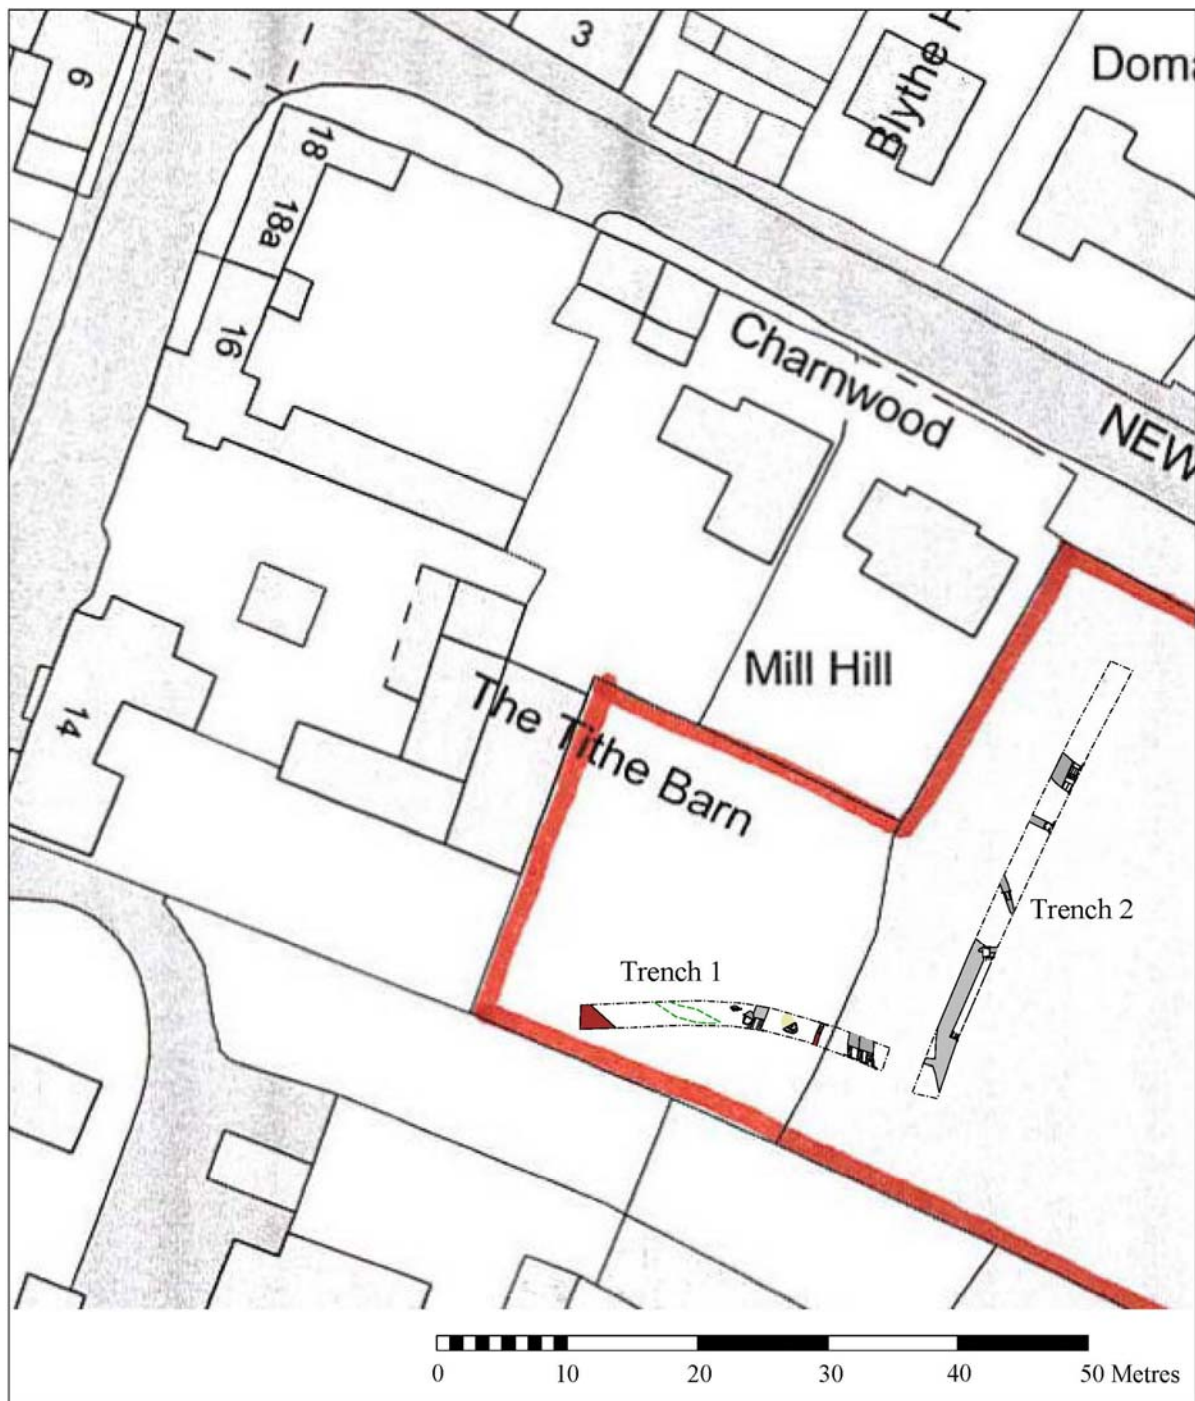 3
6
Blythe H
Doma
18
18a
16
Charnwood
NEW
Mill Hill
The Tithe Barn
14
Trench 2
Trench 1
0 10 20 30 40 50 Metres